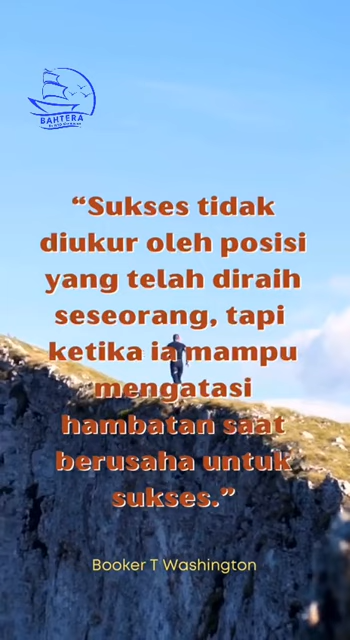 BAHTERA
“Sukses tidak
diukur oleh posisi
yang telah diraih
seseorang, tapi
ketika ia mampu
mengatasi
hambatan saat
berusaha untuk
sukses.”
Booker T Washington